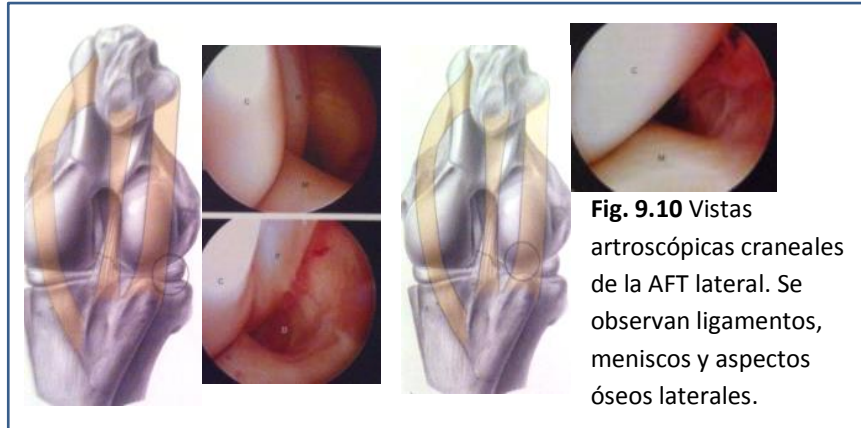 C
M
C
C
M
Fig. 9.10 Vistas
artroscópicas craneales
de la AFT lateral. Se
observan ligamentos,
meniscos y aspectos
óseos laterales.